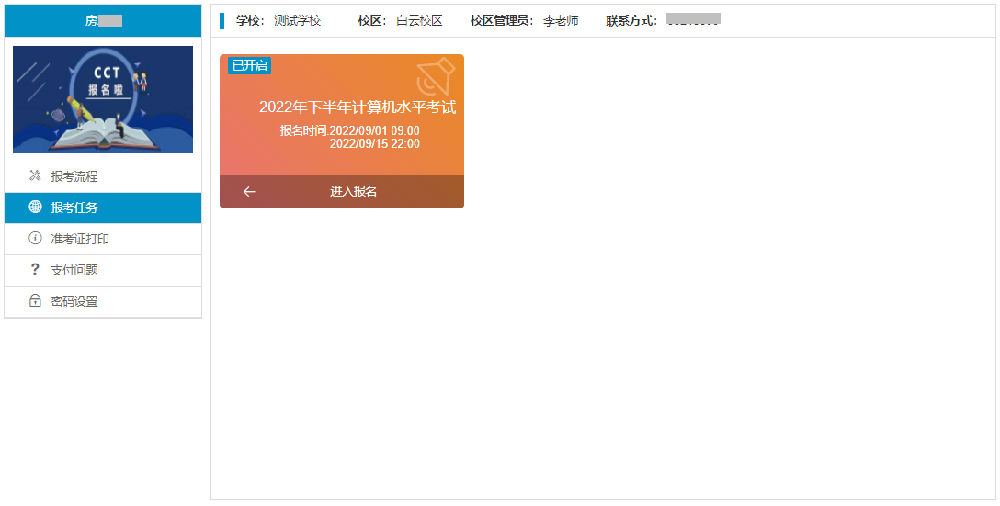 房
CCT
报名啦
报考流程
报考任务
准考证打印
支付问题
密码设置
学校： 测试学校 校区： 白云校区 校区管理员： 李老师 联系方式：
已开启
2022年下半年计算机水平考试
报名时间:2022/09/01 09:00
2022/09/15 22:00
进入报名